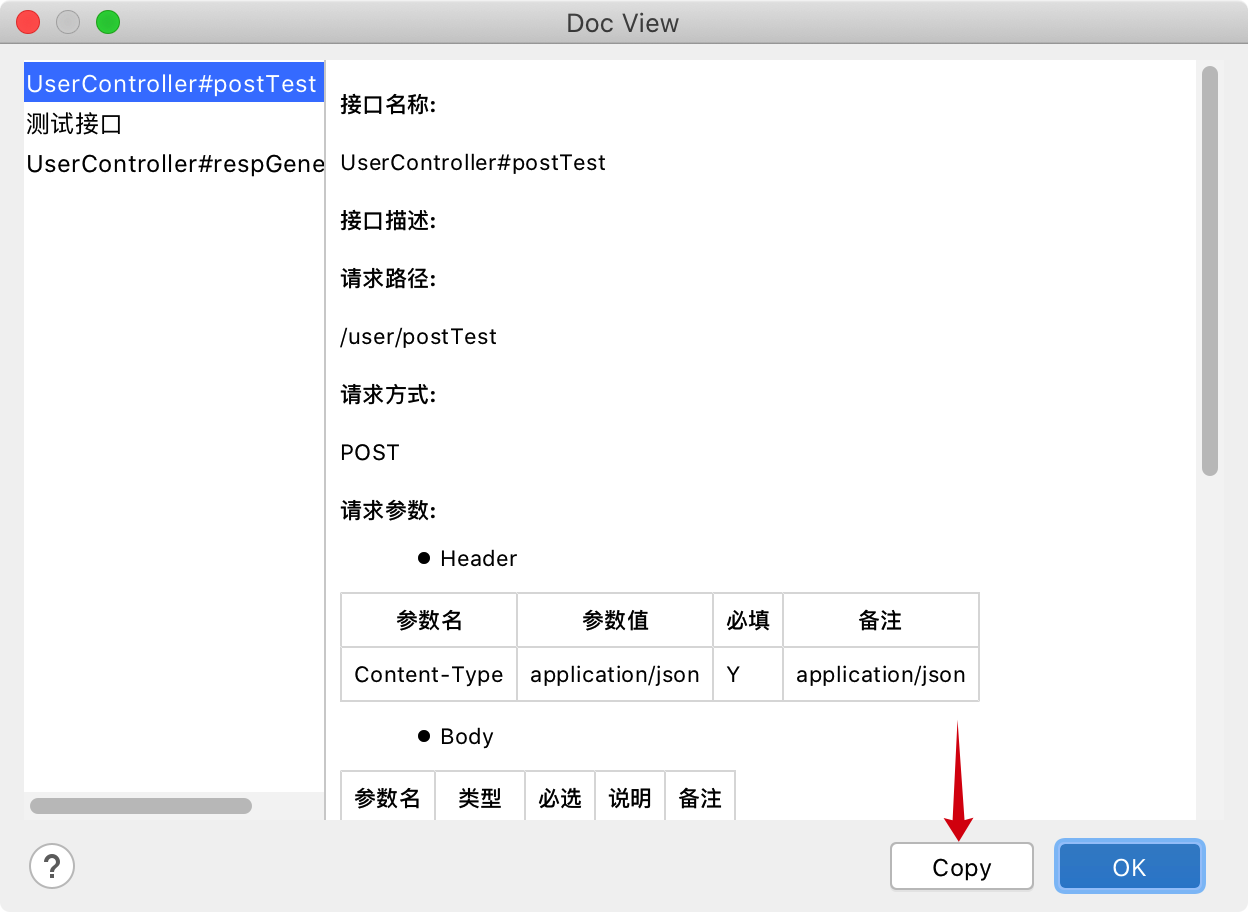 Doc View
UserController#postTest
测试接口
UserController#respGene
接口名称:
UserController#postTest
接口描述:
请求路径:
/user/postTest
请求方式:
POST
请求参数:
Header
参数名 参数值 必填 备注
Content-Type application/json Y application/json
Body
参数名 类型 必选 说明 备注
? Copy OK